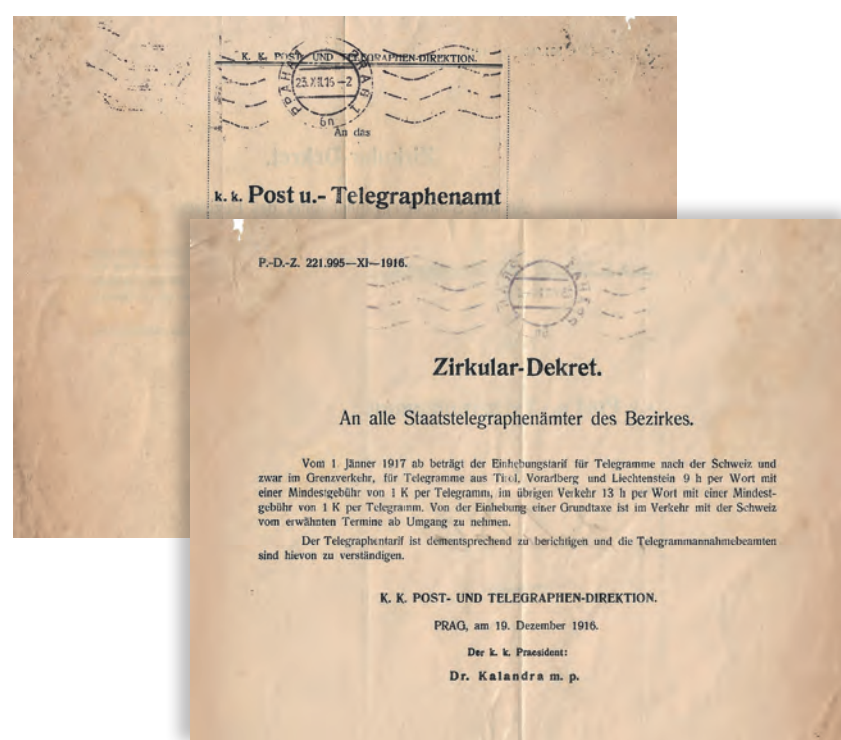 K. K. POST- UND TELEGRAPHEN-DIREKTION.
PRAHA 1 PRAG 1
23.XII.16 —2
6n
An das
k. k. Post u.- Telegraphenamt
P.-D.-Z. 221.995—XI—1916.
Zirkular-Dekret.
An alle Staatstelegraphenämter des Bezirkes.
Vom 1. Jänner 1917 ab beträgt der Einhebungstarif für Telegramme nach der Schweiz und
zwar im Grenzverkehr, für Telegramme aus Tirol, Vorarlberg und Liechtenstein 9 h per Wort mit
einer Mindestgebühr von 1 K per Telegramm, im übrigen Verkehr 13 h per Wort mit einer Mindest-
gebühr von 1 K per Telegramm. Von der Einhebung einer Grundtaxe ist im Verkehr mit der Schweiz
vom erwähnten Termine ab Umgang zu nehmen.
Der Telegraphentarif ist dementsprechend zu berichtigen und die Telegrammannahmebeamten
sind hievon zu verständigen.
K. K. POST- UND TELEGRAPHEN-DIREKTION.
PRAG, am 19. Dezember 1916.
Der k. k. Praesident:
Dr. Kalandra m. p.